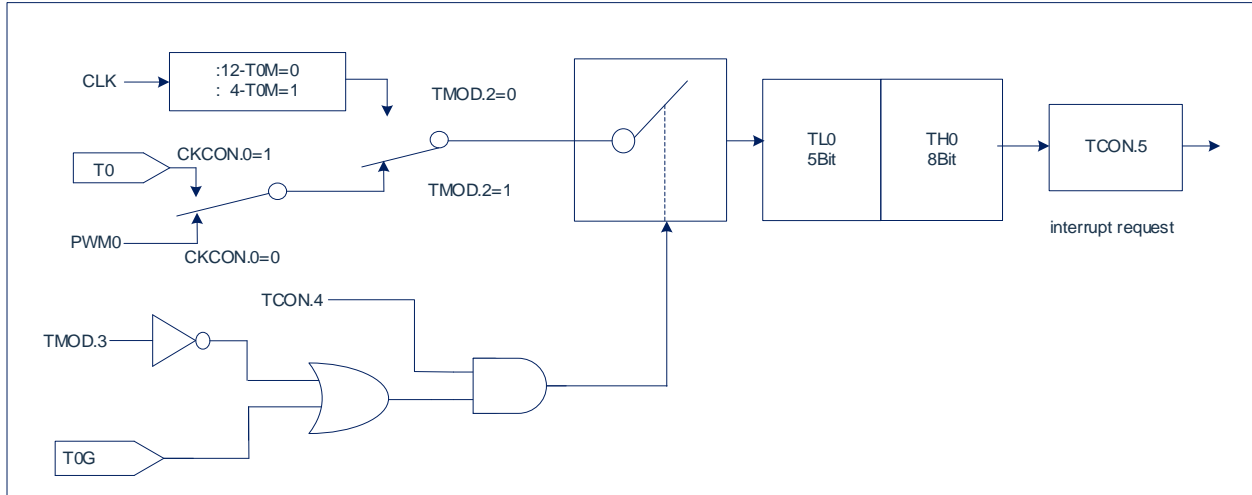 :12-T0M=0
: 4-T0M=1
CLK
TMOD.2=0
T0
CKCON.0=1
TMOD.2=1
PWM0
CKCON.0=0
TL0
5Bit
TH0
8Bit
TCON.5
interrupt request
TCON.4
TMOD.3
T0G